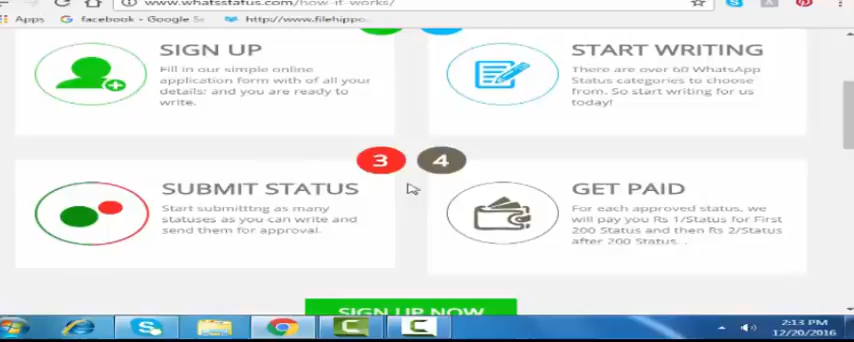 www.whatsstatus.com/how-it-works/
Apps
facebook - Google Se
http://www.filehippo...
SIGN UP
Fill in our simple online
application form with of all your
details: and you are ready to
write.
START WRITING
There are over 60 WhatsApp
Status categories to choose
from. So start writing for us
today!
3
4
SUBMIT STATUS
Start submittting as many
statuses as you can write and
send them for approval.
GET PAID
For each approved status, we
will pay you Rs 1/Status for First
200 Status and then Rs 2/Status
after 200 Status...
SIGN UP NOW
2:13 PM
12/20/2016